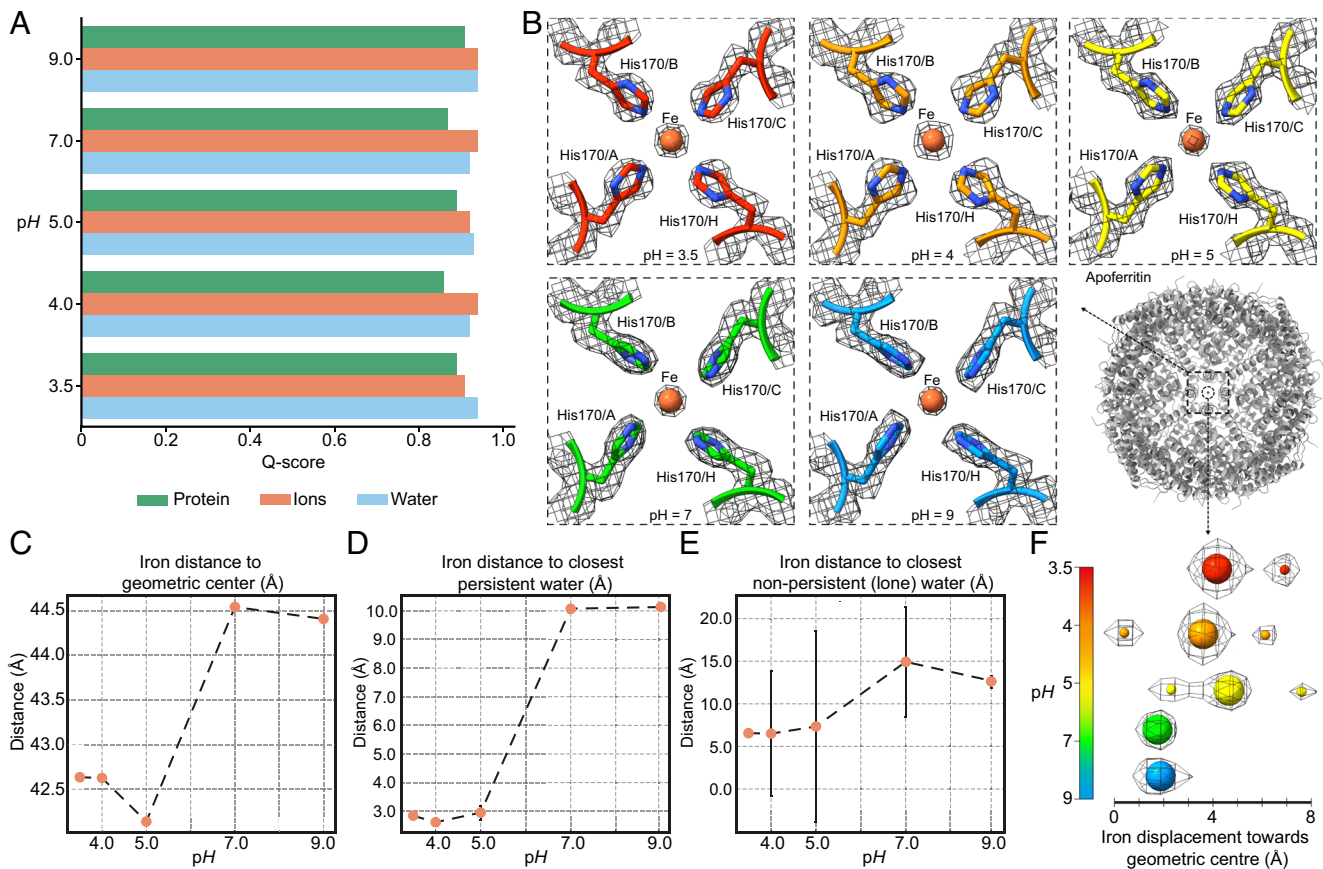 A
9.0
7.0
pH 5.0
4.0
3.5
0 0.2 0.4 0.6 0.8 1.0
Q-score
Protein Ions Water
B
His170/B
Fe
His170/C
His170/A
His170/H
pH = 3.5
His170/B
Fe
His170/C
His170/A
His170/H
pH = 4
His170/B
Fe
His170/C
His170/A
His170/H
pH = 5
His170/B
Fe
His170/C
His170/A
His170/H
pH = 7
His170/B
Fe
His170/C
His170/A
His170/H
pH = 9
Apoferritin
C
Iron distance to
geometric center (Å)
Distance (Å)
44.5
44.0
43.5
43.0
42.5
4.0 5.0 7.0 9.0
pH
D
Iron distance to closest
persistent water (Å)
Distance (Å)
10.0
9.0
8.0
7.0
6.0
5.0
4.0
3.0
4.0 5.0 7.0 9.0
pH
E
Iron distance to closest
non-persistent (lone) water (Å)
Distance (Å)
20.0
15.0
10.0
5.0
0.0
4.0 5.0 7.0 9.0
pH
F
3.5
4
pH 5
7
9
0 4 8
Iron displacement towards
geometric centre (Å)